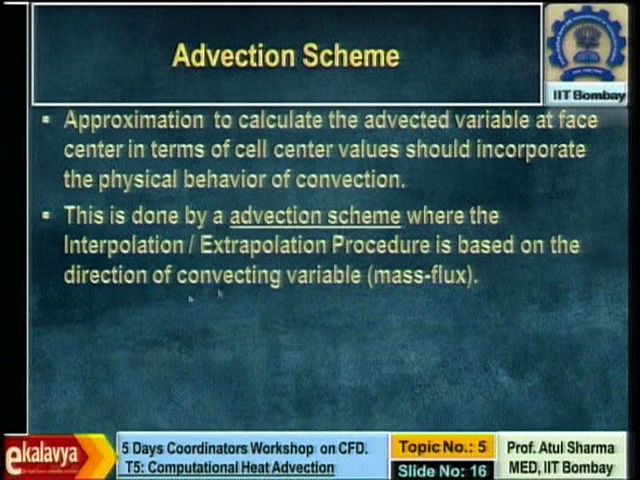 Advection Scheme
IIT Bombay
Approximation to calculate the advected variable at face
center in terms of cell center values should incorporate
the physical behavior of convection.
This is done by a advection scheme where the
Interpolation / Extrapolation Procedure is based on the
direction of convecting variable (mass-flux).
ekalavya
5 Days Coordinators Workshop on CFD.
T5: Computational Heat Advection
Topic No.: 5
Slide No: 16
Prof. Atul Sharma
MED, IIT Bombay